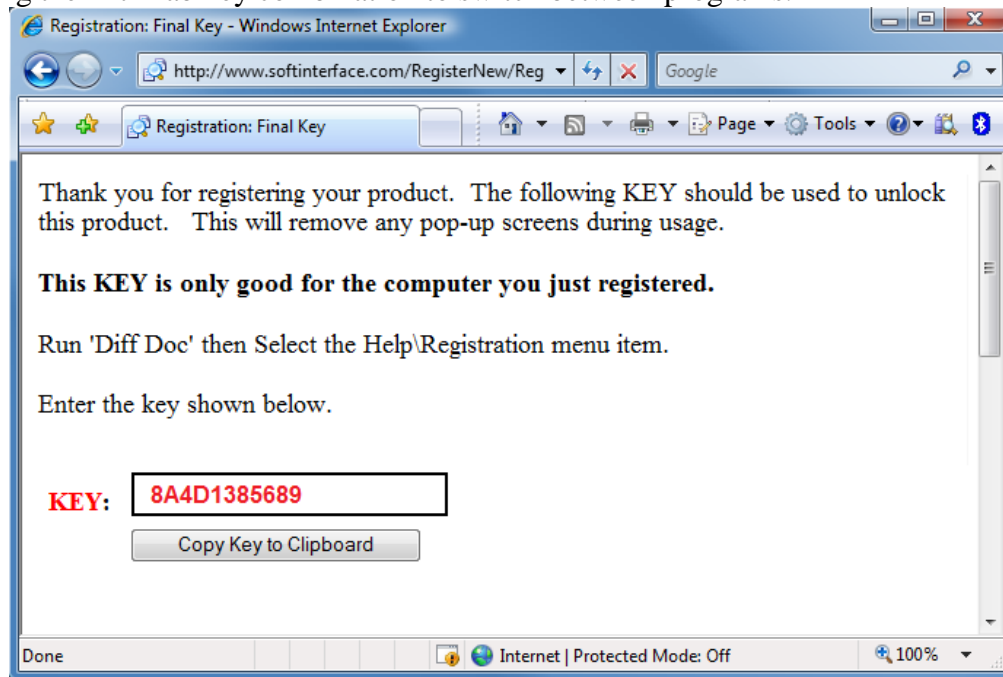 Registration: Final Key - Windows Internet Explorer
http://www.softinterface.com/RegisterNew/Reg
Google
Registration: Final Key
Page
Tools
Thank you for registering your product. The following KEY should be used to unlock
this product. This will remove any pop-up screens during usage.
This KEY is only good for the computer you just registered.
Run 'Diff Doc' then Select the Help\Registration menu item.
Enter the key shown below.
KEY: 8A4D1385689
Copy Key to Clipboard
Done
Internet | Protected Mode: Off
100%